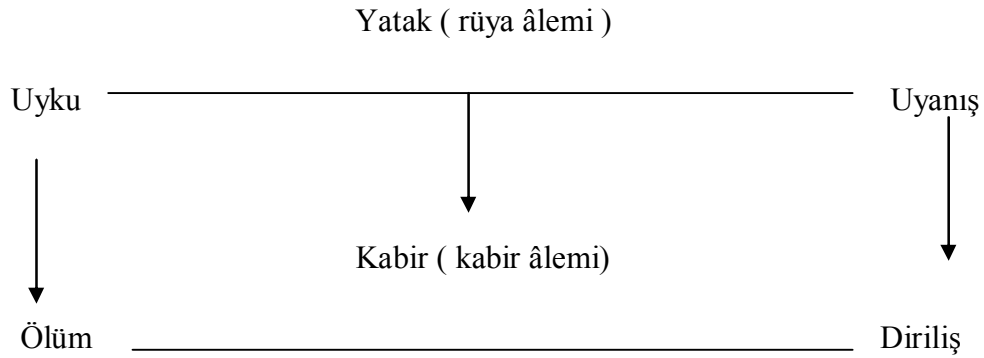 Yatak ( rüya âlemi )
Uyku Uyanış
Kabir ( kabir âlemi)
Ölüm Diriliş